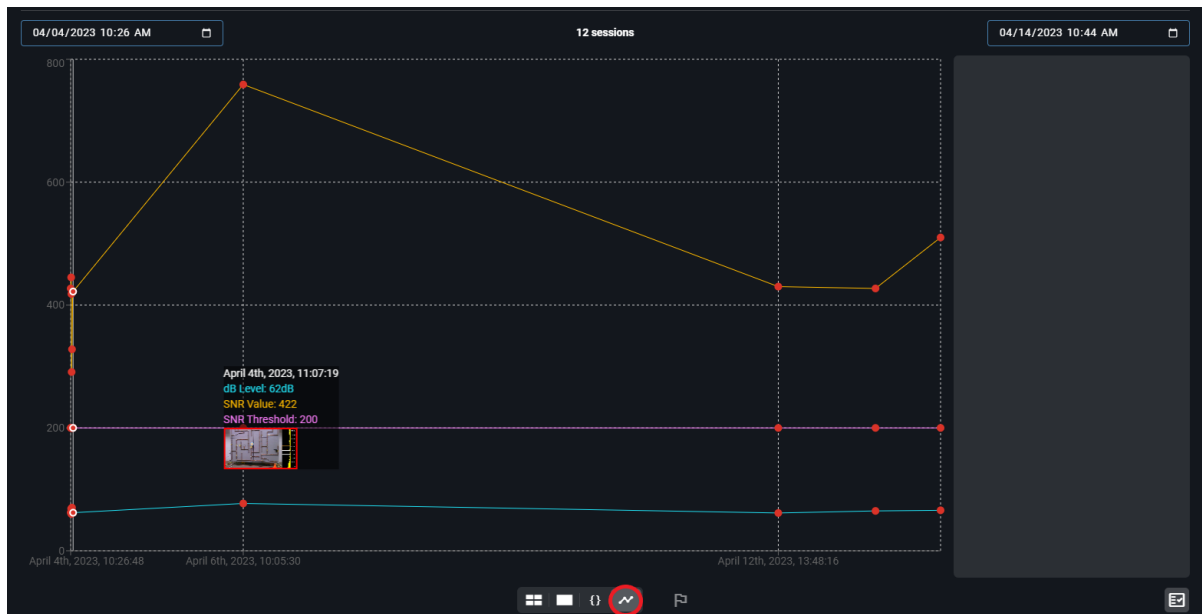 04/04/2023 10:26 AM
12 sessions
04/14/2023 10:44 AM
800
600
400
200
0
April 4th, 2023, 11:07:19
dB Level: 62dB
SNR Value: 422
SNR Threshold: 200
April 4th, 2023, 10:26:48
April 6th, 2023, 10:05:30
April 12th, 2023, 13:48:16
{}